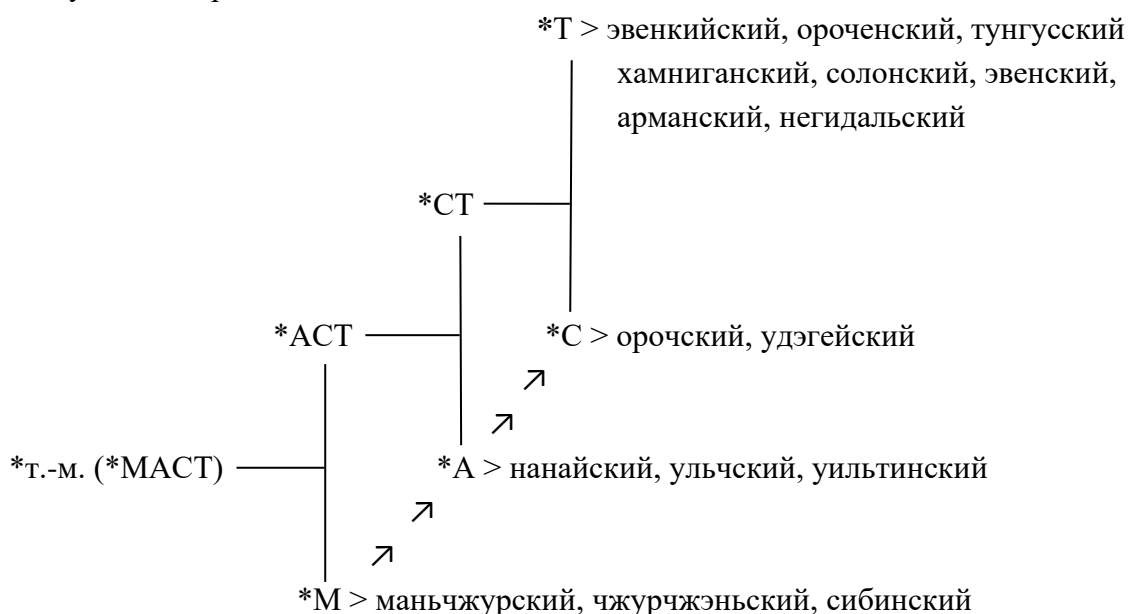 *Т > эвенкийский, ороченский, тунгусский
хамниганский, солонский, эвенский,
арманский, негидальский
*СТ
*АСТ
*С > орочский, удэгейский
*т.-м. (*МАСТ)
*А > нанайский, ульчский, уильтинский
*М > маньчжурский, чжурчжэньский, сибинский